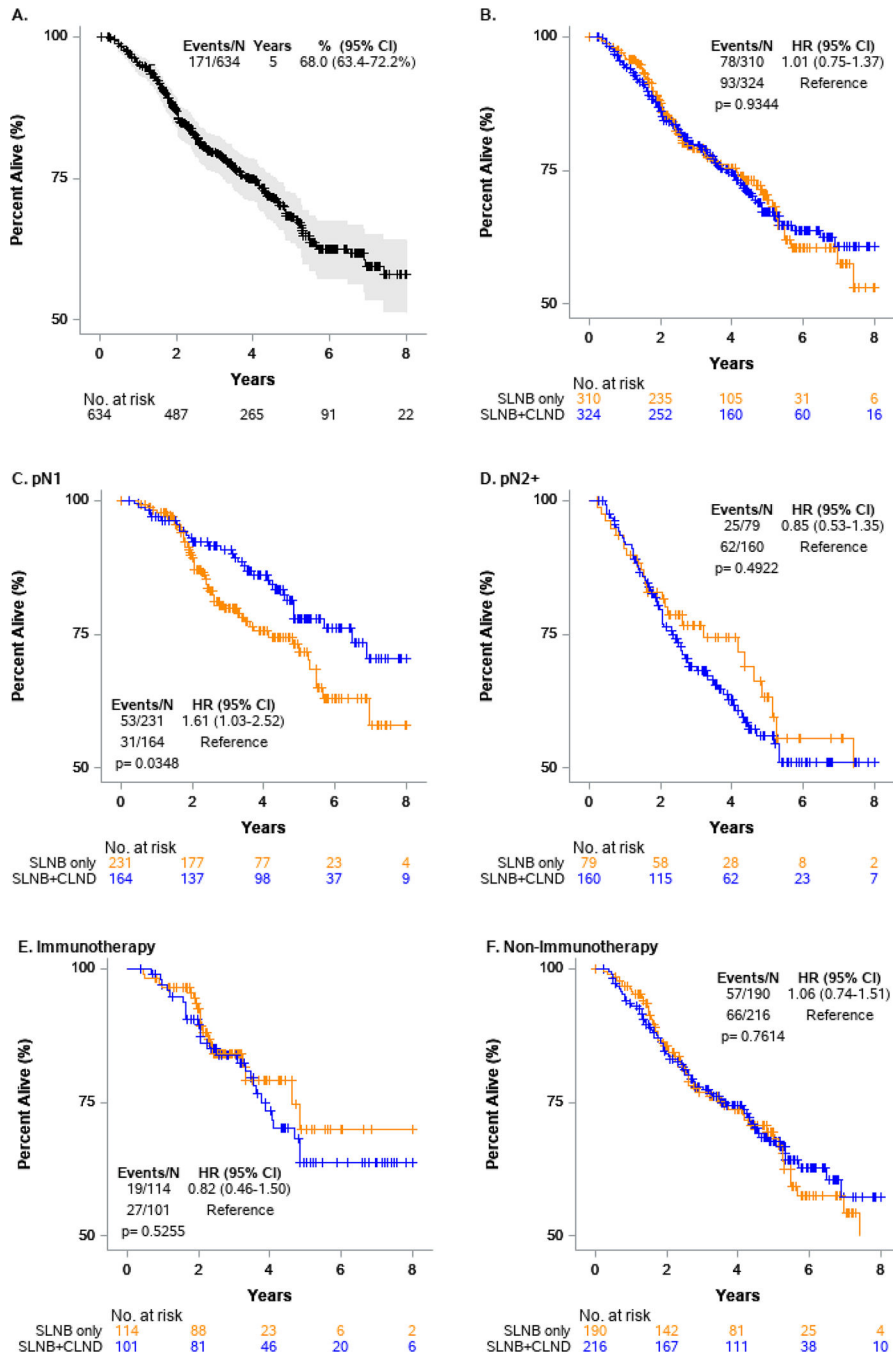 A.
Percent Alive (%)
100
75
50
Events/N Years % (95% CI)
171/634 5 68.0 (63.4-72.2%)
0 2 4 6 8
Years
No. at risk
634 487 265 91 22
B.
Percent Alive (%)
100
75
50
Events/N HR (95% CI)
78/310 1.01 (0.75-1.37)
93/324 Reference
p= 0.9344
0 2 4 6 8
Years
No. at risk
SLNB only 310 235 105 31 6
SLNB+CLND 324 252 160 60 16
C. pN1
Percent Alive (%)
100
75
50
Events/N HR (95% CI)
53/231 1.61 (1.03-2.52)
31/164 Reference
p= 0.0348
0 2 4 6 8
Years
No. at risk
SLNB only 231 177 77 23 4
SLNB+CLND 164 137 98 37 9
D. pN2+
Percent Alive (%)
100
75
50
Events/N HR (95% CI)
25/79 0.85 (0.53-1.35)
62/160 Reference
p= 0.4922
0 2 4 6 8
Years
No. at risk
SLNB only 79 58 28 8 2
SLNB+CLND 160 115 62 23 7
E. Immunotherapy
Percent Alive (%)
100
75
50
Events/N HR (95% CI)
19/114 0.82 (0.46-1.50)
27/101 Reference
p= 0.5255
0 2 4 6 8
Years
No. at risk
SLNB only 114 88 23 6 2
SLNB+CLND 101 81 46 20 6
F. Non-Immunotherapy
Percent Alive (%)
100
75
50
Events/N HR (95% CI)
57/190 1.06 (0.74-1.51)
66/216 Reference
p= 0.7614
0 2 4 6 8
Years
No. at risk
SLNB only 190 142 81 25 4
SLNB+CLND 216 167 111 38 10